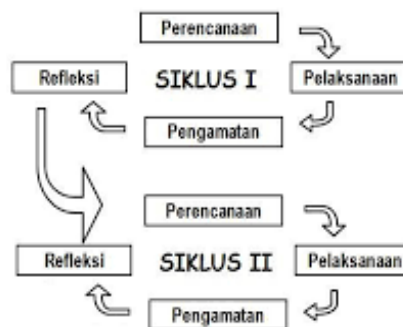 Perencanaan
Refleksi SIKLUS I Pelaksanaan
Pengamatan
Perencanaan
Refleksi SIKLUS II Pelaksanaan
Pengamatan